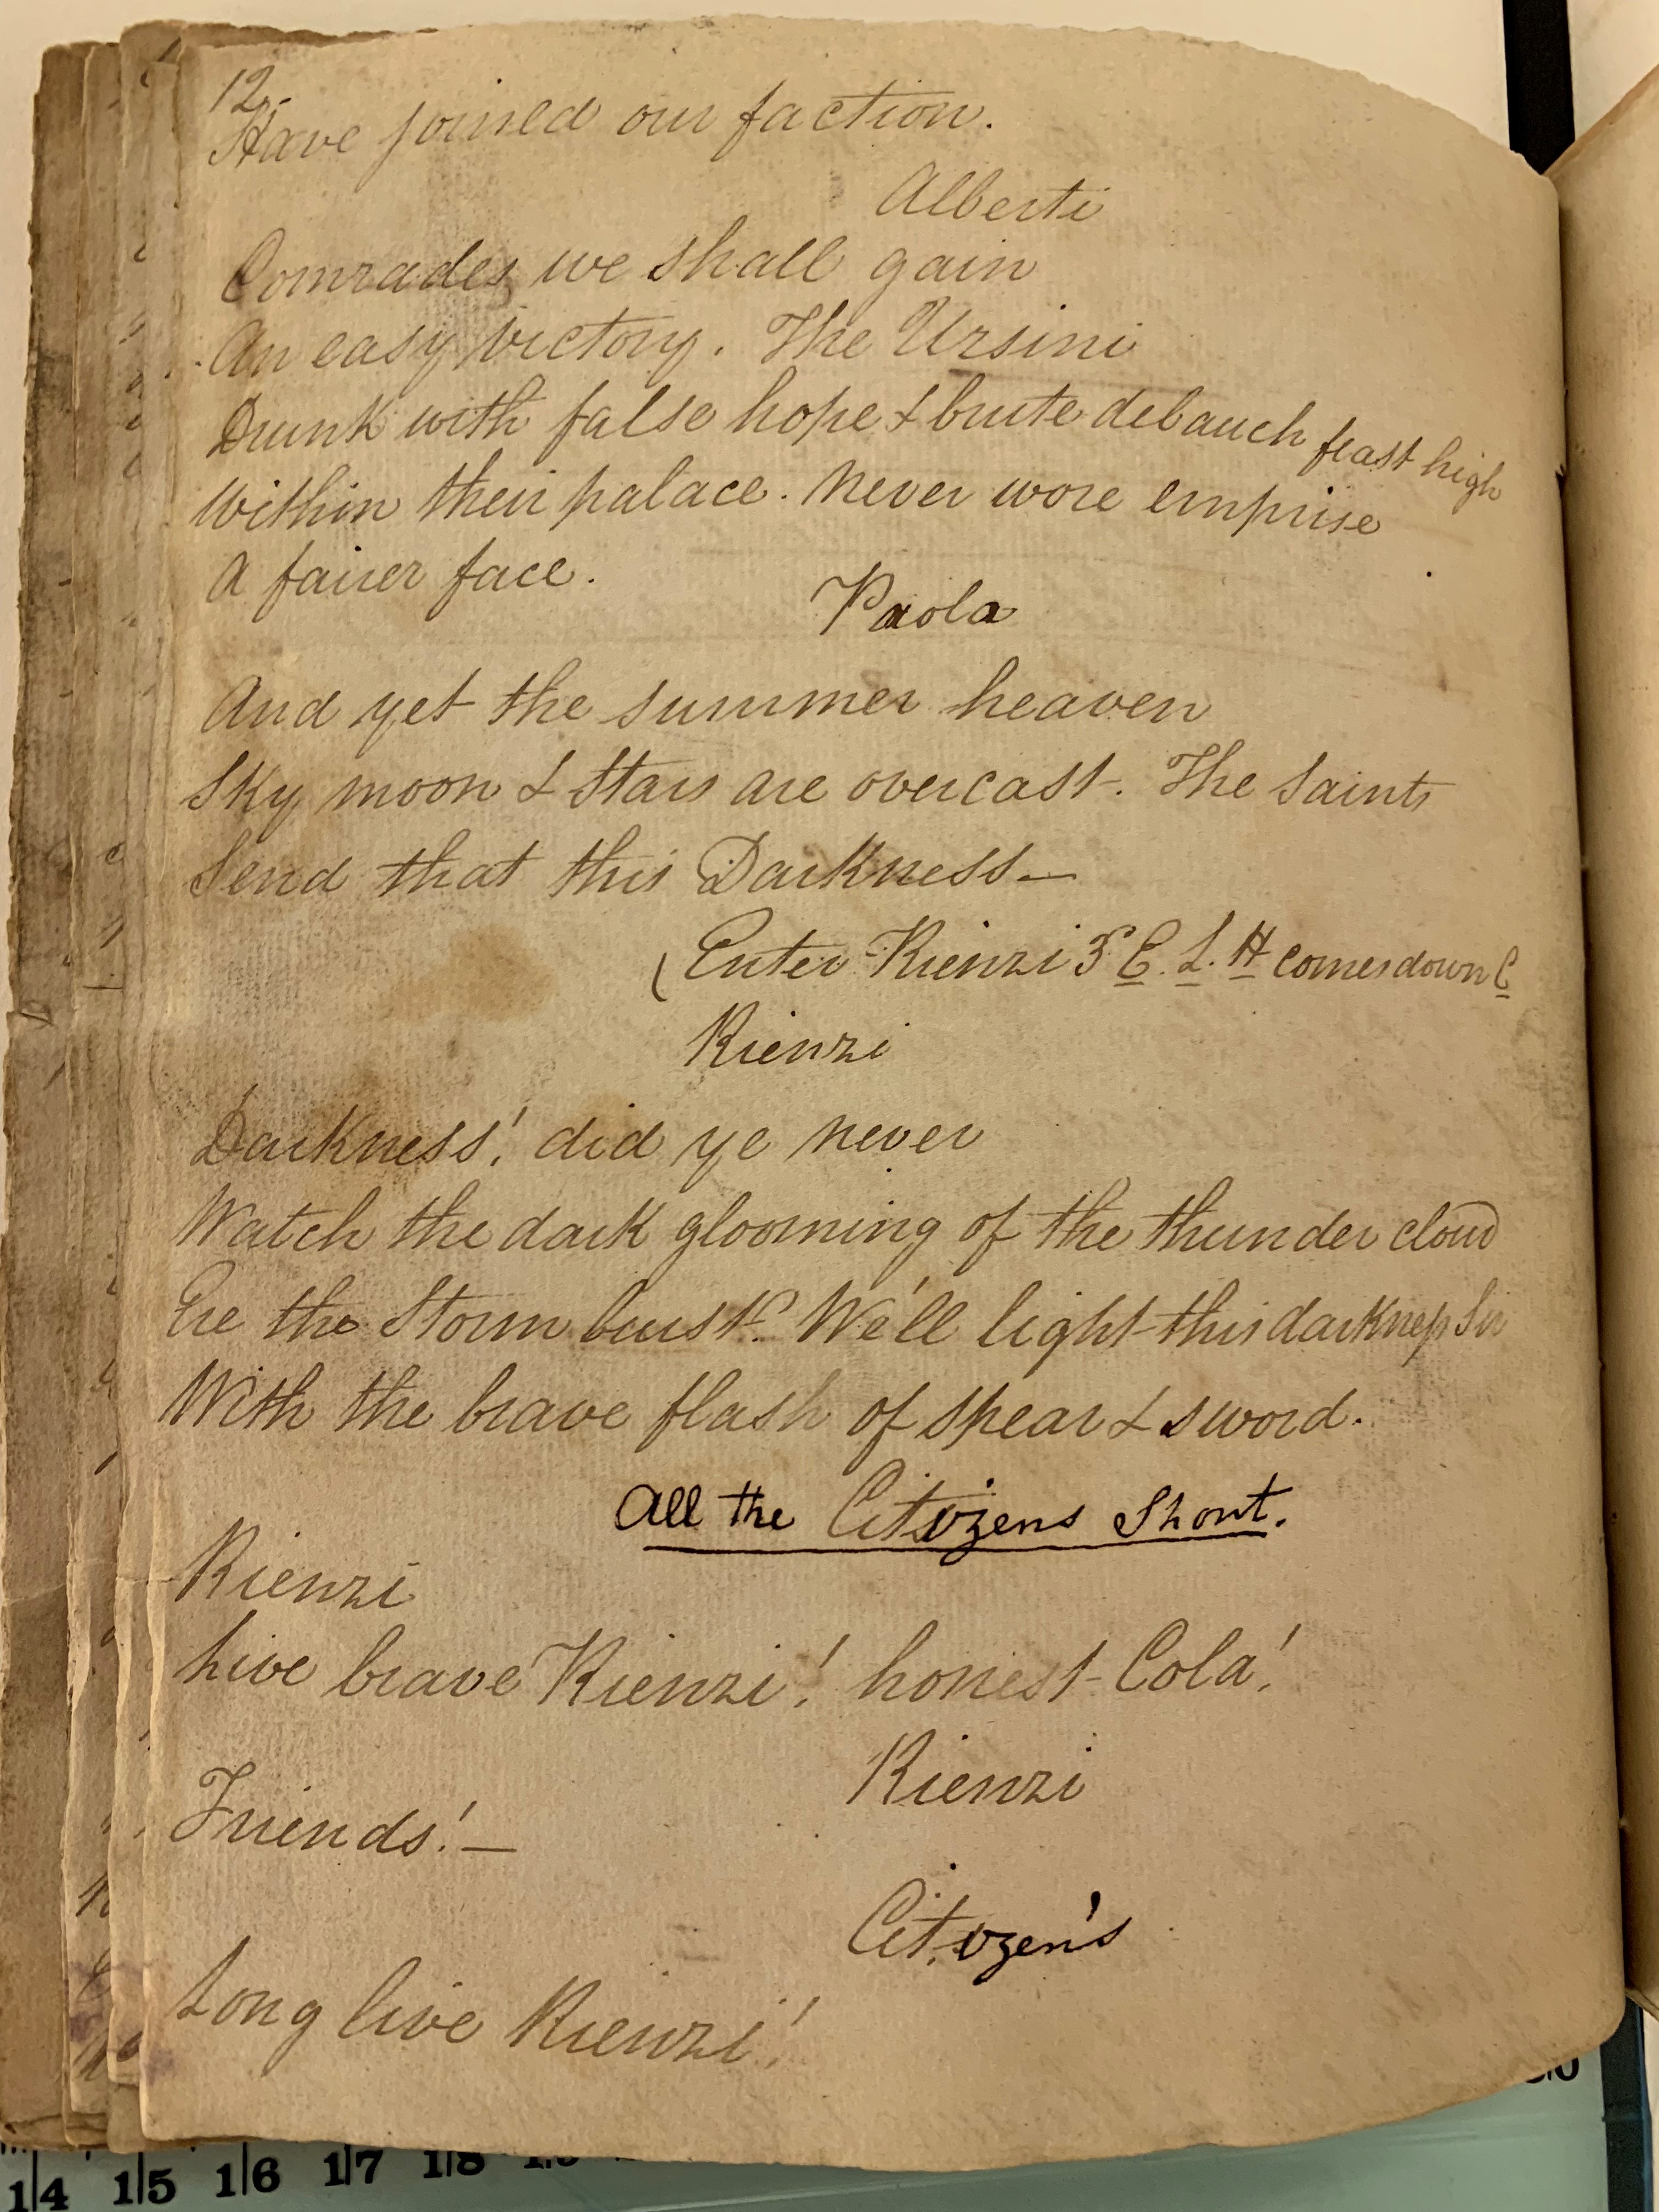 12.
Have joined our faction.
Alberti
Comrades, we shall gain
An easy victory. The Ursini
Drunk with false hope & brute debauch feast high
Within their palace. Never wore emprise
A fairer face.
Paola
And yet the summer heaven
Sky, moon & stars are overcast. The Saints
Send that this Darkness—
(Enter Rienzi 3ᵈ E. L. H comes down C
Rienzi
Darkness! did ye never
Watch the dark glooming of the thunder cloud
Ere the Storm burst? We'll light this darkness Sir
With the brave flash of spear & sword.
All the Citizens Shout.
Rienzi
Live brave Rienzi! honest Cola!
Rienzi
Friends!—
Citizen's
Long live Rienzi!
14 15 16 17 18